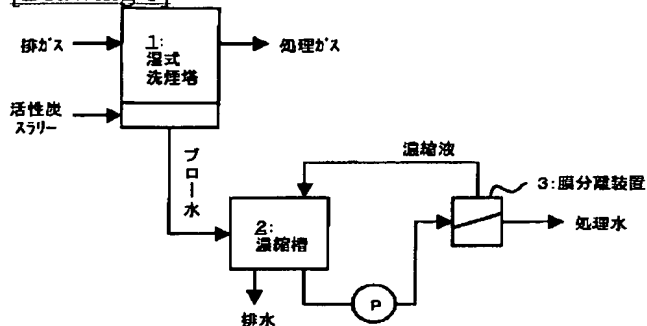 1:
湿式
洗煙塔
排ガス
処理ガス
活性炭
スラリー
ブロー水
濃縮液
3:膜分離装置
2:
濃縮槽
処理水
排水
P